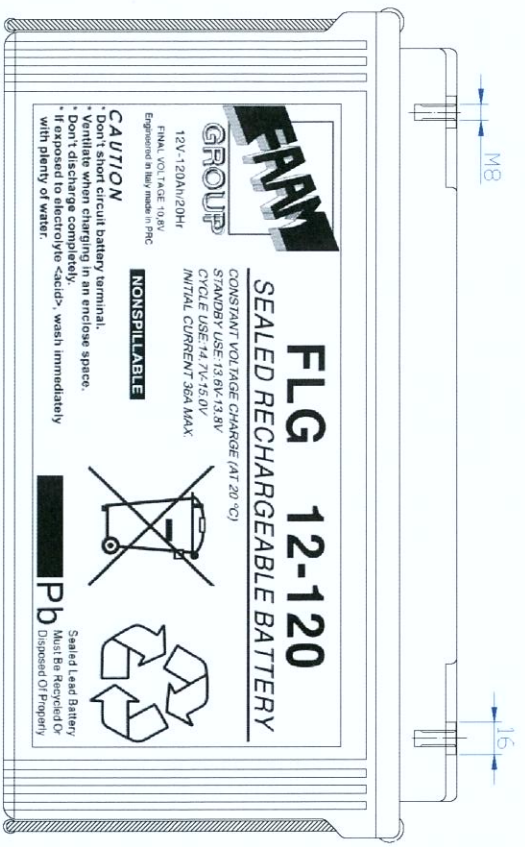 M8
16
FAAM
GROUP
FLG 12-120
SEALED RECHARGEABLE BATTERY
12V-120Ah/20Hr
FINAL VOLTAGE 10,8V
Engineered in Italy made in PRC
CONSTANT VOLTAGE CHARGE (AT 20 °C)
STANDBY USE:13.6V-13.8V
CYCLE USE:14.7V-15.0V
INITIAL CURRENT 36A MAX.
NONSPILLABLE
CAUTION
* Don't short circuit battery terminal.
* Ventilate when charging in an enclose space.
* Don't discharge completely.
* If exposed to electrolyte <acid>, wash immediately
with plenty of water.
Pb
Sealed Lead Battery
Must Be Recycled Or
Disposed Of Properly